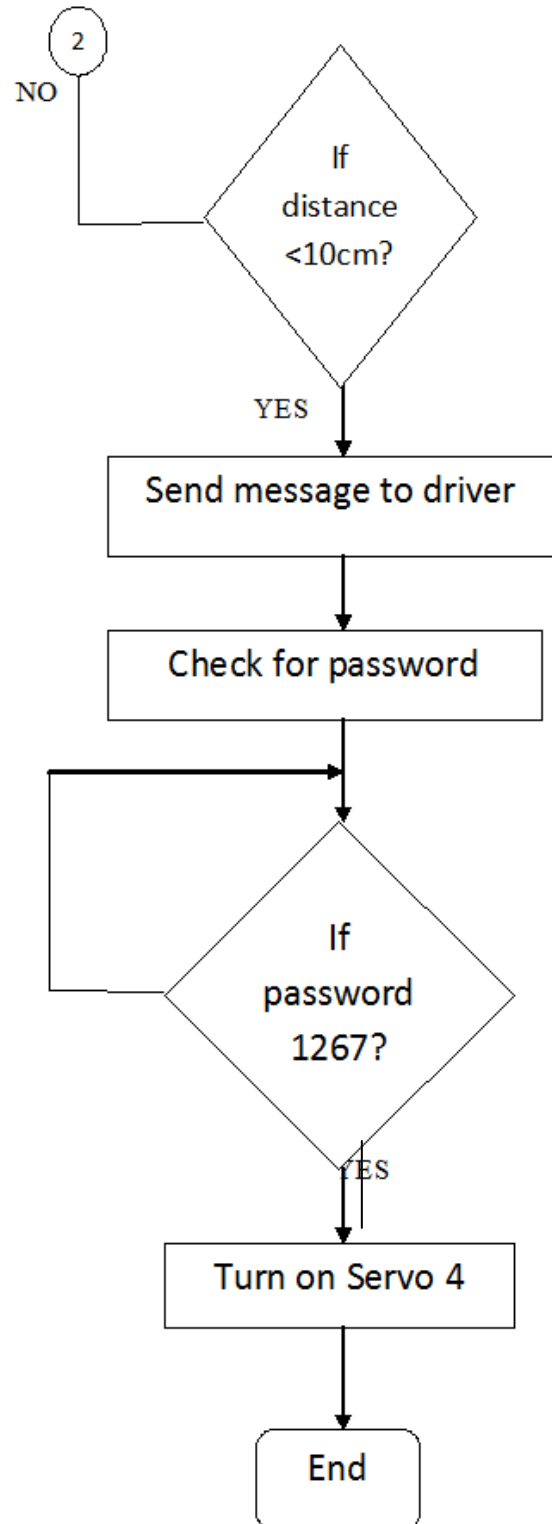 2
NO
If
distance
<10cm?
YES
Send message to driver
Check for password
If
password
1267?
YES
Turn on Servo 4
End